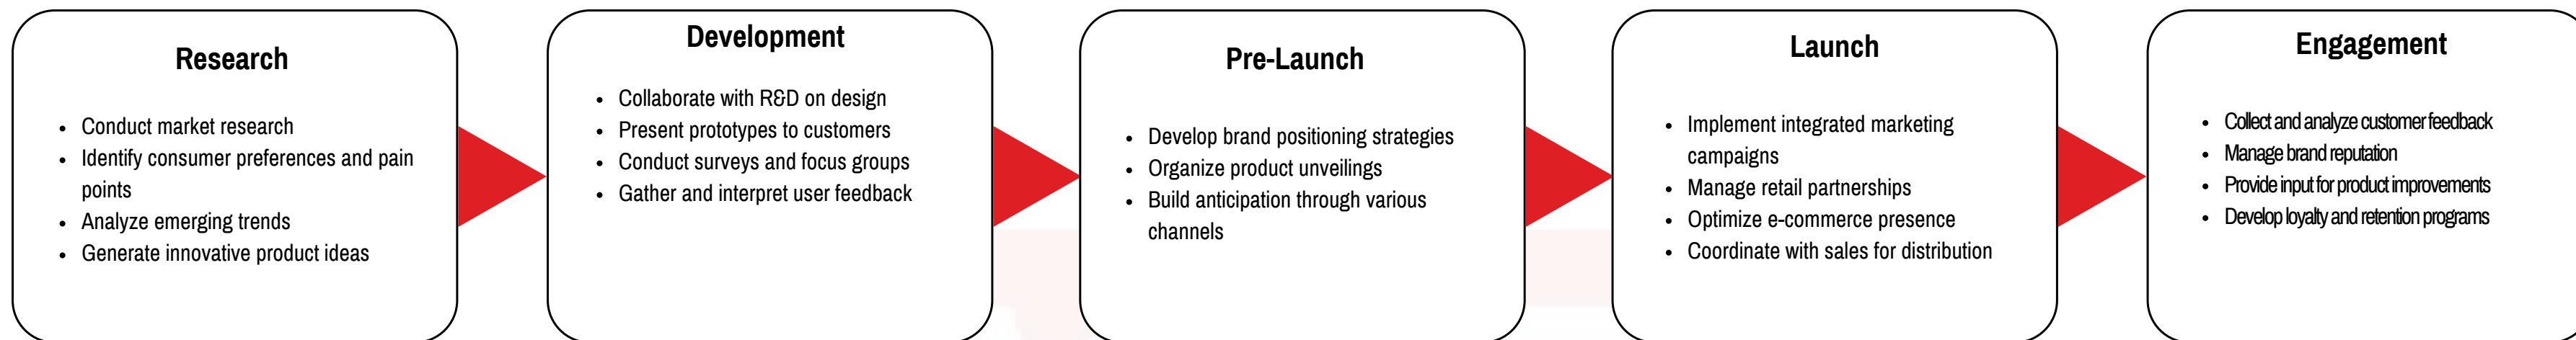 Research
• Conduct market research
• Identify consumer preferences and pain
points
• Analyze emerging trends
• Generate innovative product ideas
Development
• Collaborate with R&D on design
• Present prototypes to customers
• Conduct surveys and focus groups
• Gather and interpret user feedback
Pre-Launch
• Develop brand positioning strategies
• Organize product unveilings
• Build anticipation through various
channels
Launch
• Implement integrated marketing
campaigns
• Manage retail partnerships
• Optimize e-commerce presence
• Coordinate with sales for distribution
Engagement
• Collect and analyze customer feedback
• Manage brand reputation
• Provide input for product improvements
• Develop loyalty and retention programs